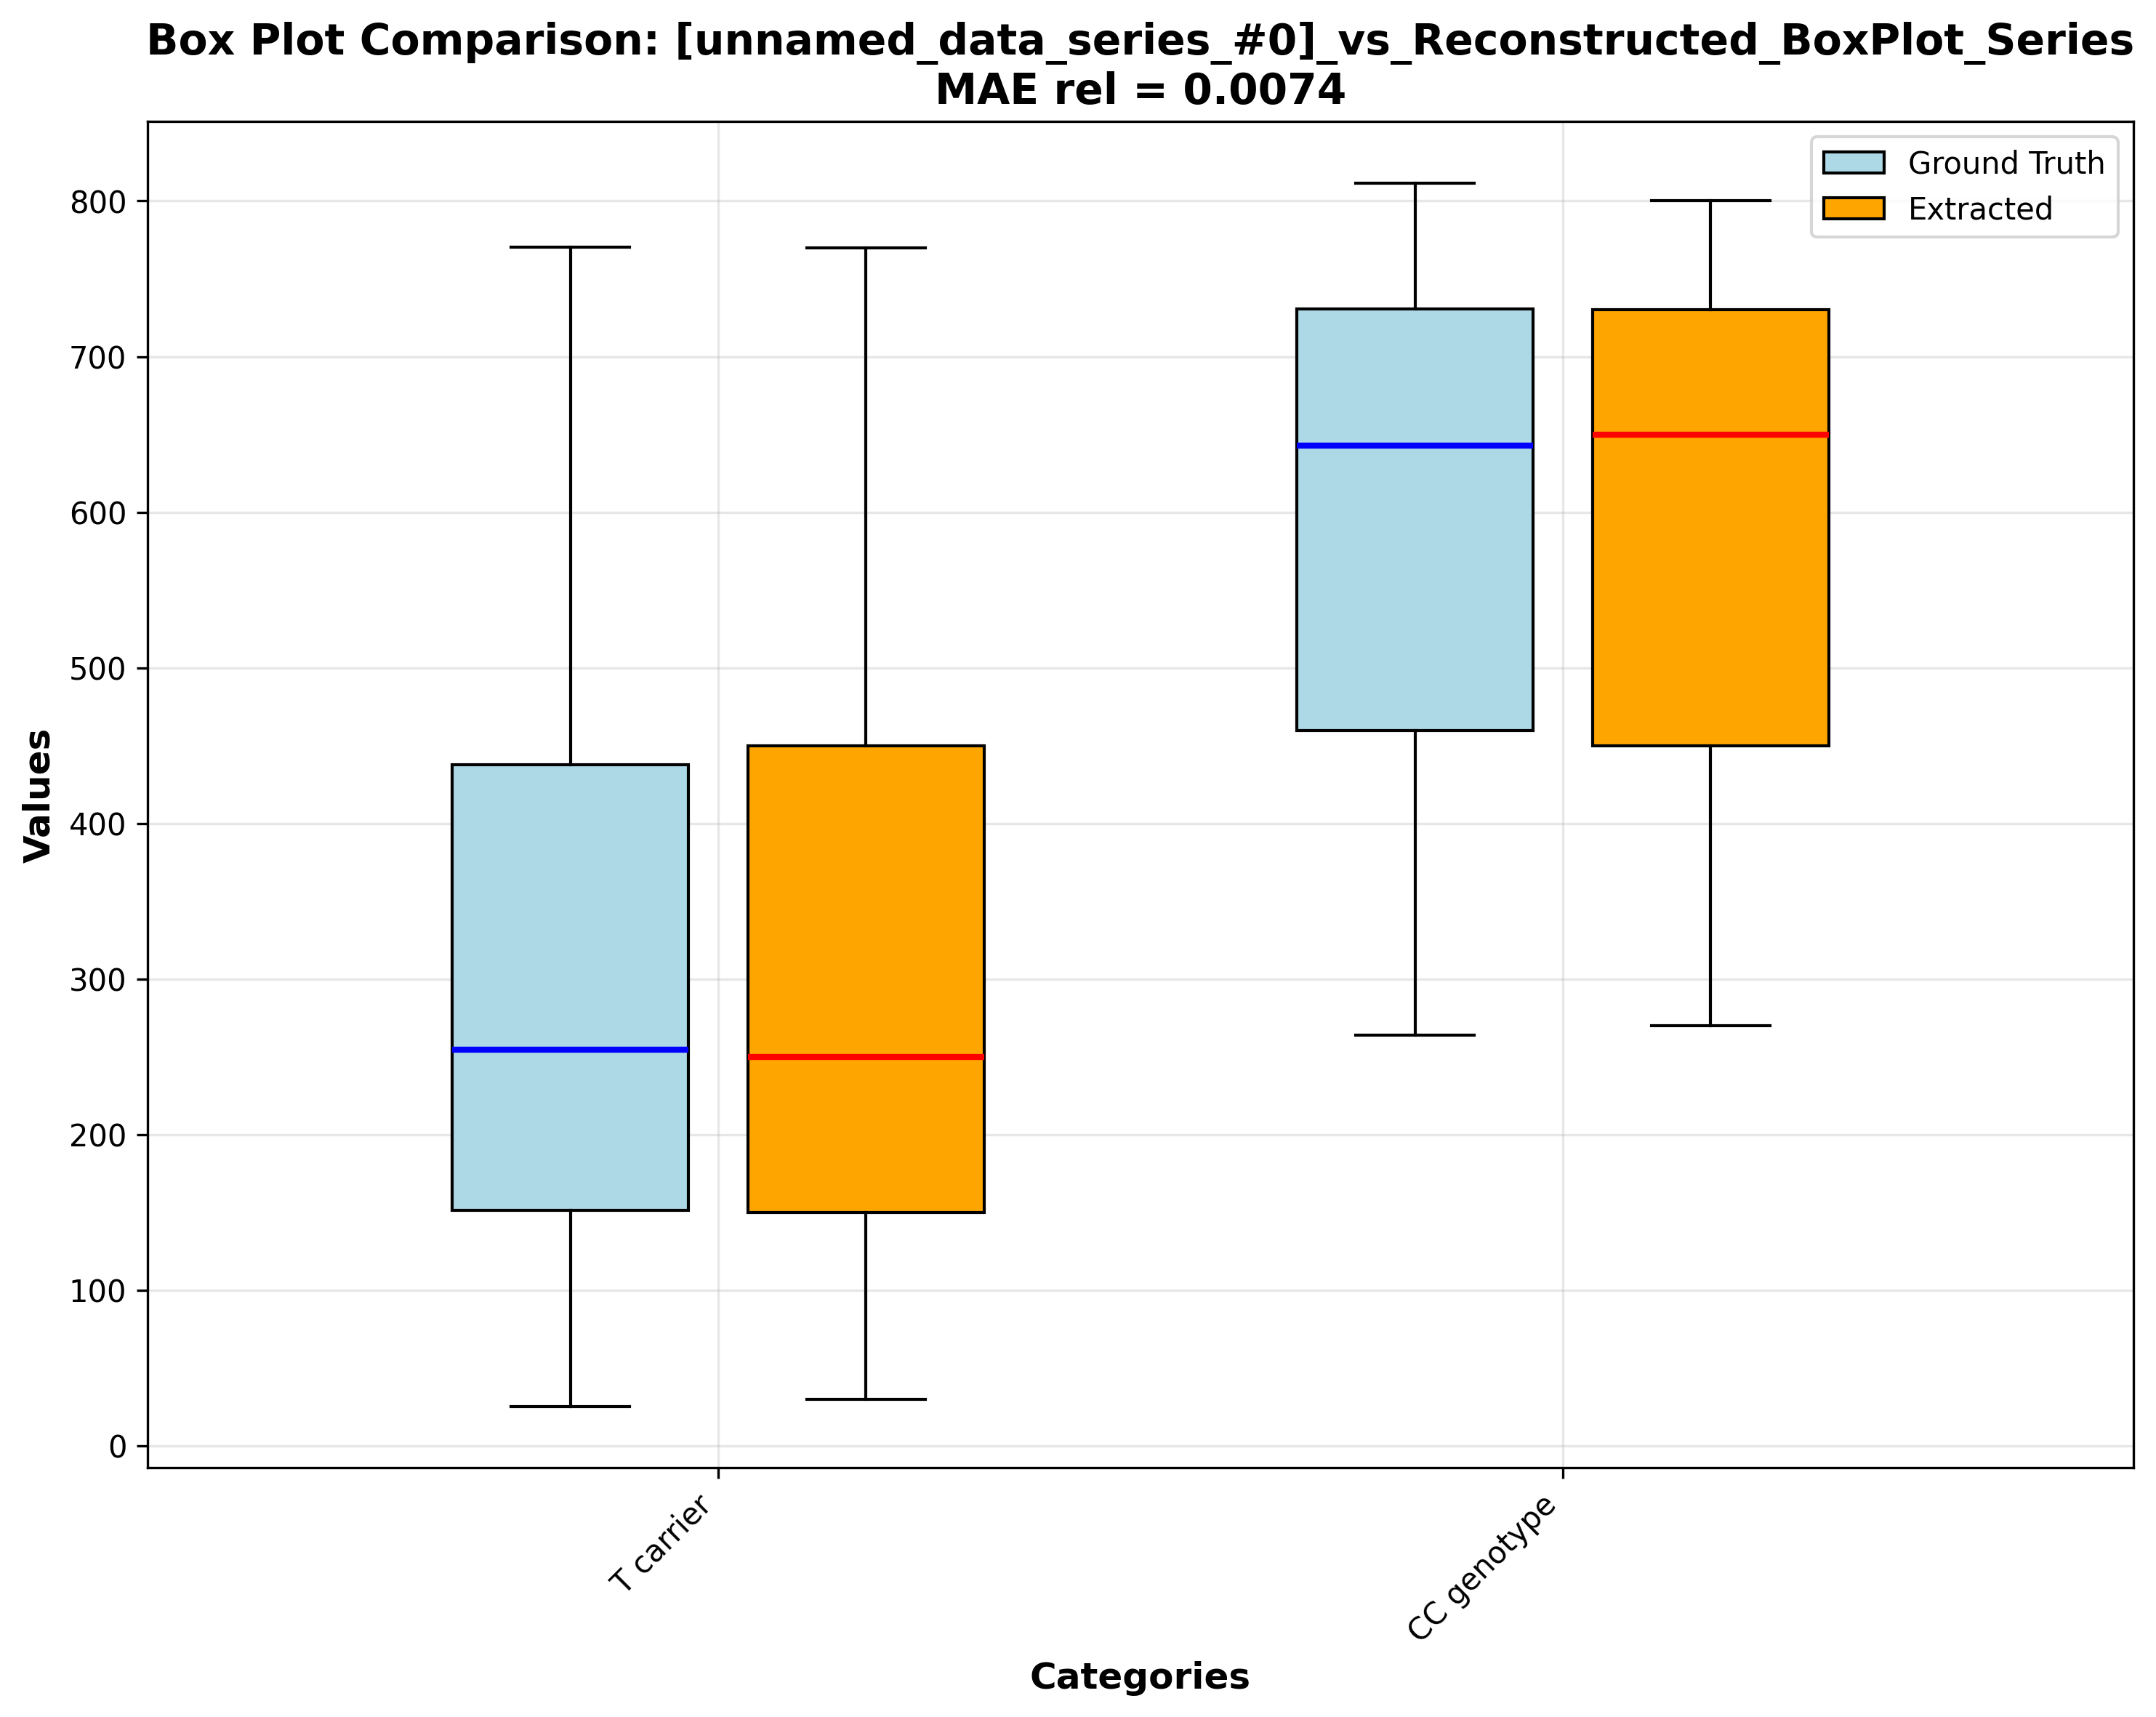 Box Plot Comparison: [unnamed_data_series_#0]_vs_Reconstructed_BoxPlot_Series
MAE rel = 0.0074
Ground Truth
Extracted
800
700
600
500
400
300
200
100
0
Values
T carrier
CC genotype
Categories